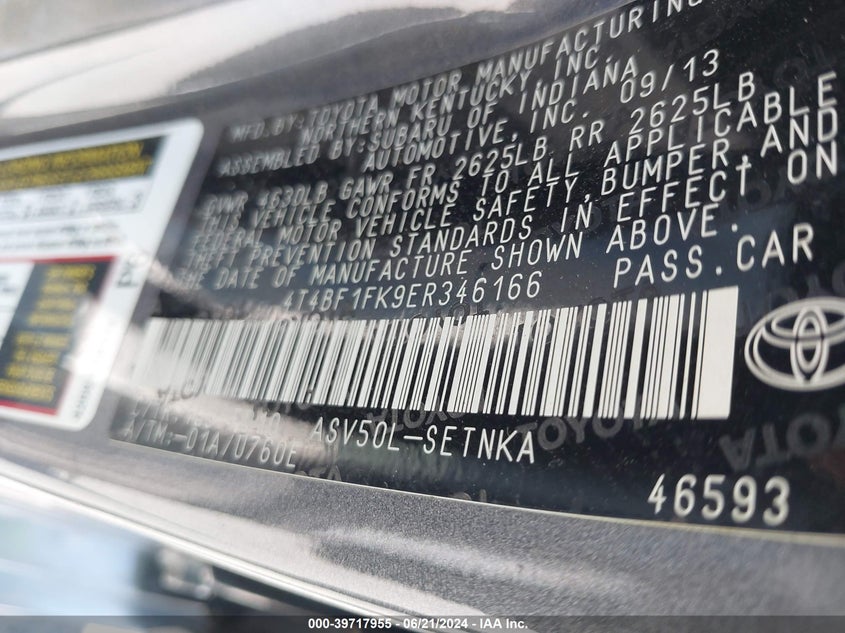 MFD. BY: TOYOTA MOTOR MANUFACTURING
NORTHERN KENTUCKY, INC.
ASSEMBLED BY: SUBARU OF INDIANA
AUTOMOTIVE, INC. 09/13
GVWR 4630LB GAWR FR 2625LB RR 2625LB
THIS VEHICLE CONFORMS TO ALL APPLICABLE
FEDERAL MOTOR VEHICLE SAFETY, BUMPER, AND
THEFT PREVENTION STANDARDS IN EFFECT ON
THE DATE OF MANUFACTURE SHOWN ABOVE.
4T4BF1FK9ER346166 PASS.CAR
ASV50L-SETNKA
A/TM:-01A/U760E
46593
TOYOTA
000-39717955 - 06/21/2024 - IAA Inc.